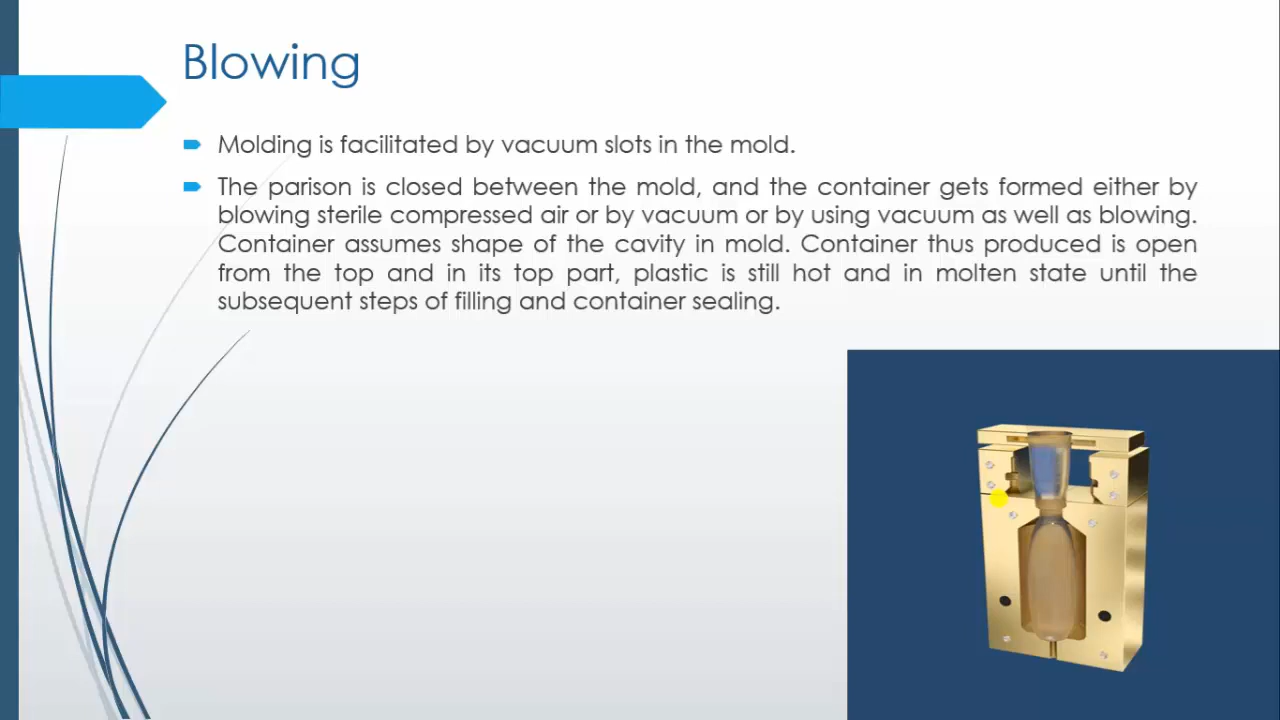 Blowing
Molding is facilitated by vacuum slots in the mold.
The parison is closed between the mold, and the container gets formed either by
blowing sterile compressed air or by vacuum or by using vacuum as well as blowing.
Container assumes shape of the cavity in mold. Container thus produced is open
from the top and in its top part, plastic is still hot and in molten state until the
subsequent steps of filling and container sealing.